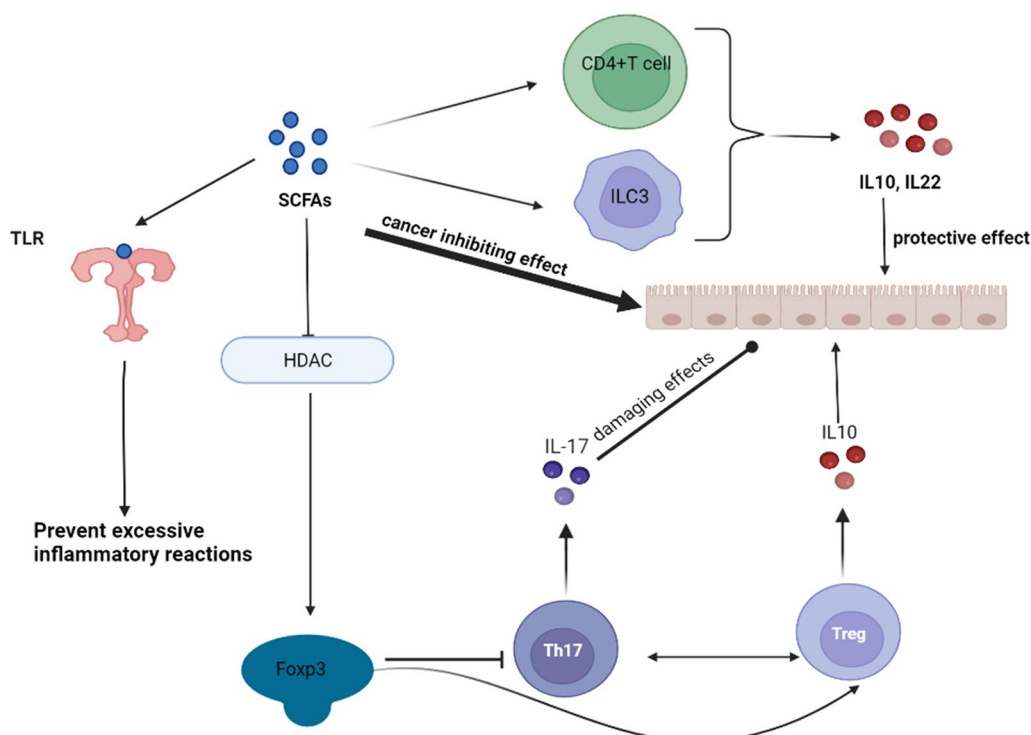 CD4+T cell
SCFAs
ILC3
IL10, IL22
TLR
cancer inhibiting effect
protective effect
HDAC
damaging effects
IL-17
IL10
Prevent excessive
inflammatory reactions
Foxp3
Th17
Treg